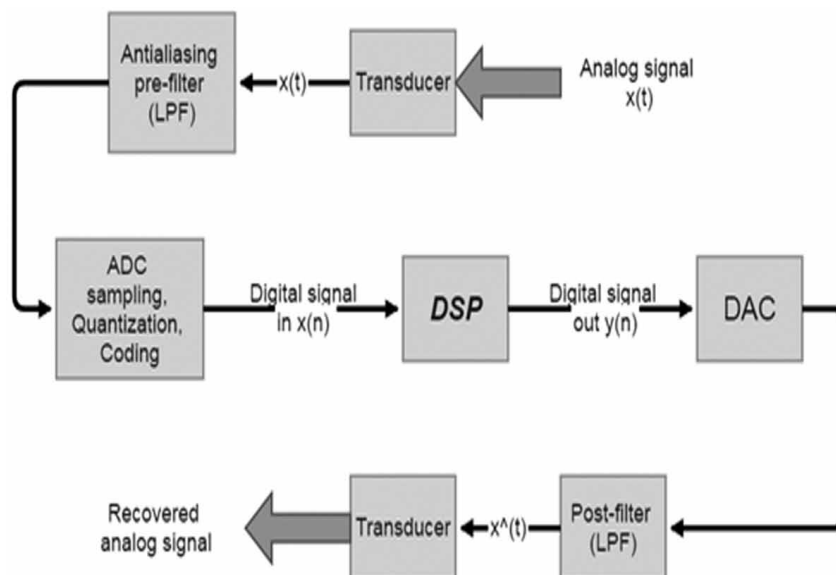 Antialiasing
pre-filter
(LPF)
x(t)
Transducer
Analog signal
x(t)
ADC
sampling,
Quantization,
Coding
Digital signal
In x(n)
DSP
Digital signal
out y(n)
DAC
Recovered
analog signal
Transducer
x^(t)
Post-filter
(LPF)